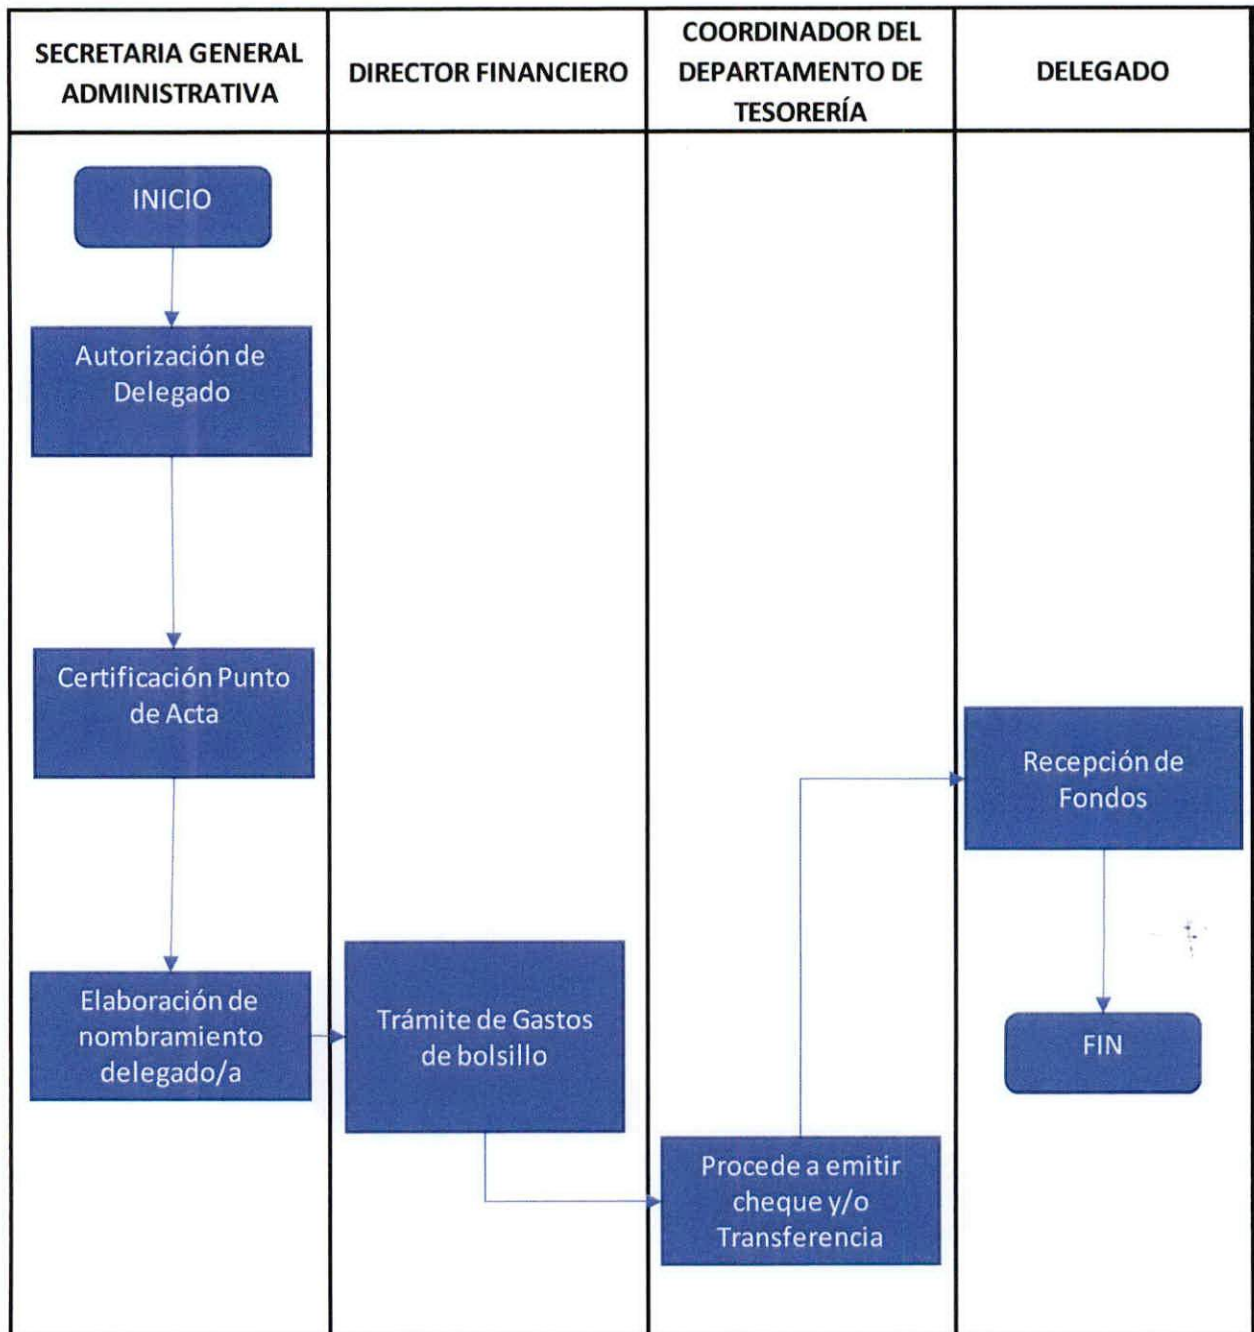 SECRETARIA GENERAL
ADMINISTRATIVA
DIRECTOR FINANCIERO
COORDINADOR DEL
DEPARTAMENTO DE
TESORERÍA
DELEGADO
INICIO
Autorización de
Delegado
Certificación Punto
de Acta
Elaboración de
nombramiento
delegado/a
Trámite de Gastos
de bolsillo
Procede a emitir
cheque y/o
Transferencia
Recepción de
Fondos
FIN